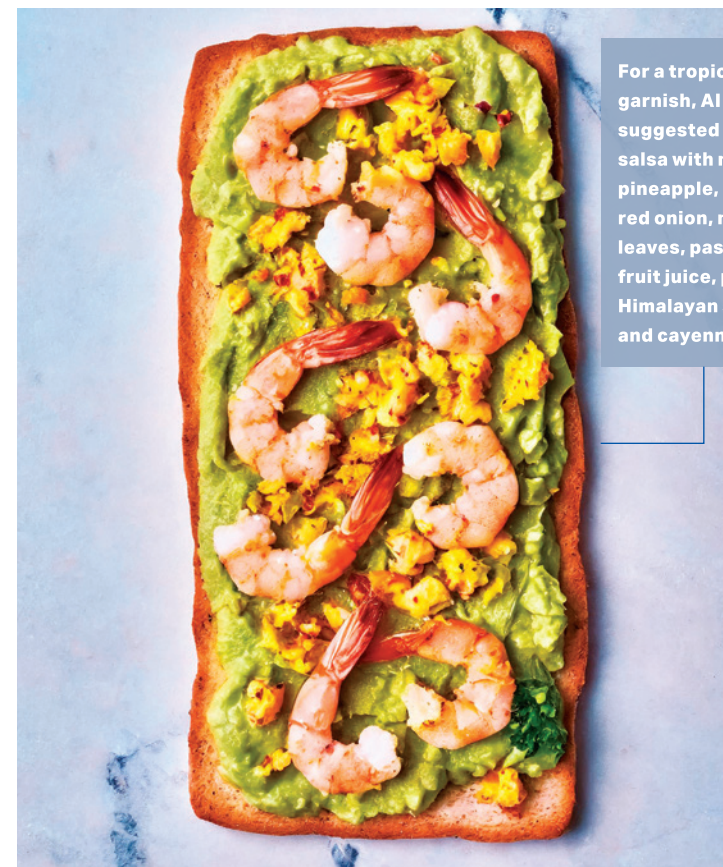 For a tropic
garnish, AI
suggested
salsa with
pineapple,
red onion,
leaves, pas
fruit juice,
Himalayan
and cayenn